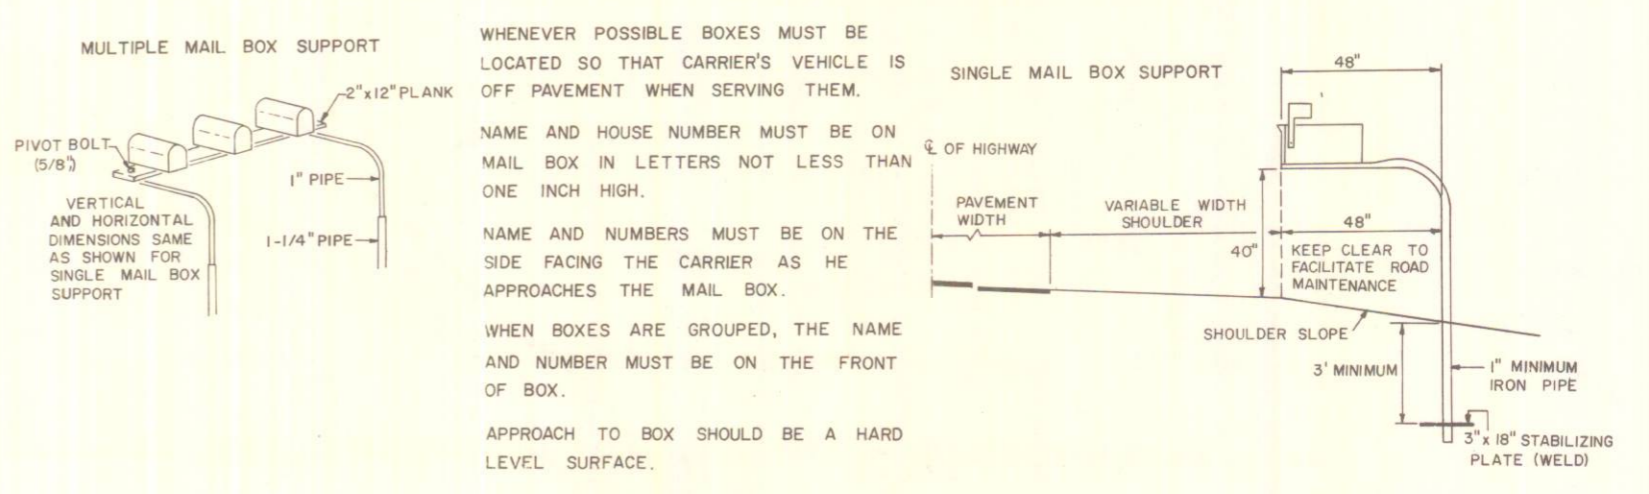 MULTIPLE MAIL BOX SUPPORT
2"x12" PLANK
PIVOT BOLT
(5/8")
1" PIPE
VERTICAL
AND HORIZONTAL
DIMENSIONS SAME
AS SHOWN FOR
SINGLE MAIL BOX
SUPPORT
1-1/4" PIPE
WHENEVER POSSIBLE BOXES MUST BE
LOCATED SO THAT CARRIER'S VEHICLE IS
OFF PAVEMENT WHEN SERVING THEM.
NAME AND HOUSE NUMBER MUST BE ON
MAIL BOX IN LETTERS NOT LESS THAN
ONE INCH HIGH.
NAME AND NUMBERS MUST BE ON THE
SIDE FACING THE CARRIER AS HE
APPROACHES THE MAIL BOX.
WHEN BOXES ARE GROUPED, THE NAME
AND NUMBER MUST BE ON THE FRONT
OF BOX.
APPROACH TO BOX SHOULD BE A HARD
LEVEL SURFACE.
SINGLE MAIL BOX SUPPORT
48"
℄ OF HIGHWAY
PAVEMENT
WIDTH
VARIABLE WIDTH
SHOULDER
48"
40"
KEEP CLEAR TO
FACILITATE ROAD
MAINTENANCE
SHOULDER SLOPE
3' MINIMUM
1" MINIMUM
IRON PIPE
3"x 18" STABILIZING
PLATE (WELD)